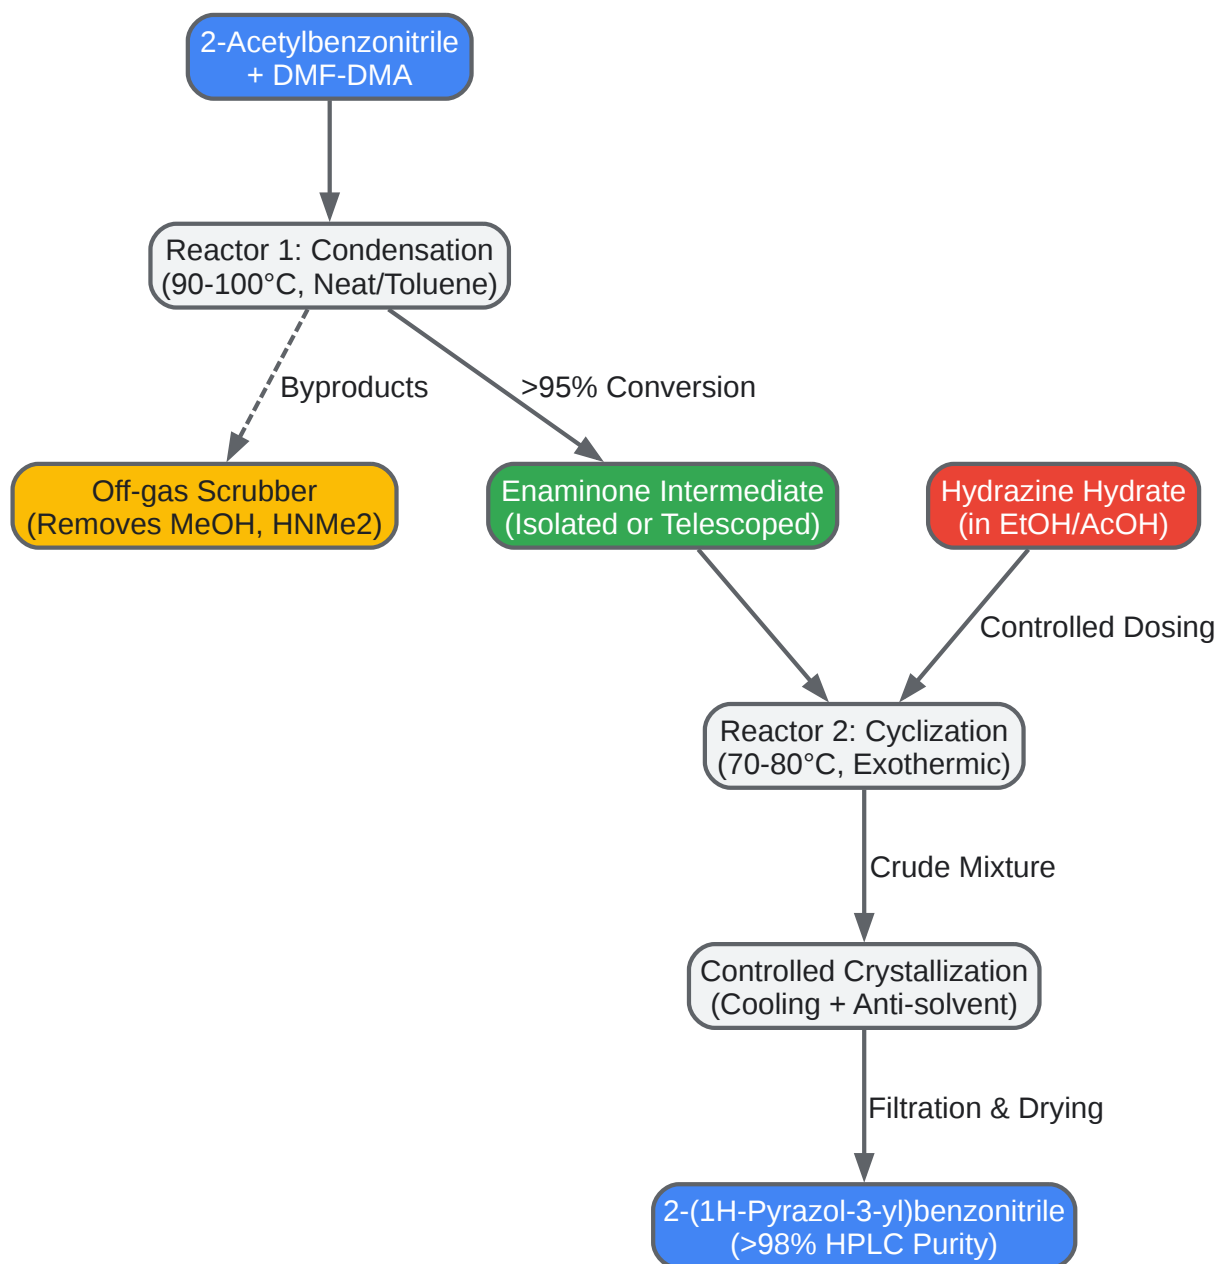 2-Acetylbenzonitrile
+ DMF-DMA
Reactor 1: Condensation
(90-100°C, Neat/Toluene)
Byproducts
>95% Conversion
Off-gas Scrubber
(Removes MeOH, HNMe2)
Enaminone Intermediate
(Isolated or Telescoped)
Hydrazine Hydrate
(in EtOH/AcOH)
Controlled Dosing
Reactor 2: Cyclization
(70-80°C, Exothermic)
Crude Mixture
Controlled Crystallization
(Cooling + Anti-solvent)
Filtration & Drying
2-(1H-Pyrazol-3-yl)benzonitrile
(>98% HPLC Purity)